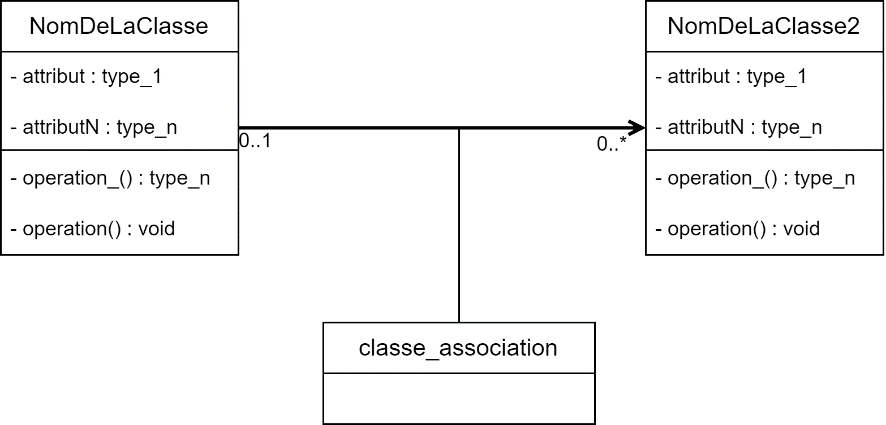 NomDeLaClasse
- attribut : type_1
- attributN : type_n
- operation_() : type_n
- operation() : void
0..1
0..*
NomDeLaClasse2
- attribut : type_1
- attributN : type_n
- operation_() : type_n
- operation() : void
classe_association